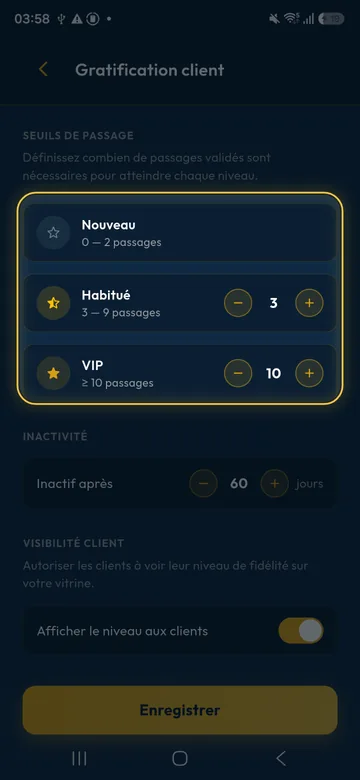 03:58
Gratification client
SEUILS DE PASSAGE
Définissez combien de passages validés sont
nécessaires pour atteindre chaque niveau.
Nouveau
0 — 2 passages
Habitué
3 — 9 passages
− 3 +
VIP
≥ 10 passages
− 10 +
INACTIVITÉ
Inactif après − 60 + jours
VISIBILITÉ CLIENT
Autoriser les clients à voir leur niveau de fidélité sur
votre vitrine.
Afficher le niveau aux clients
Enregistrer